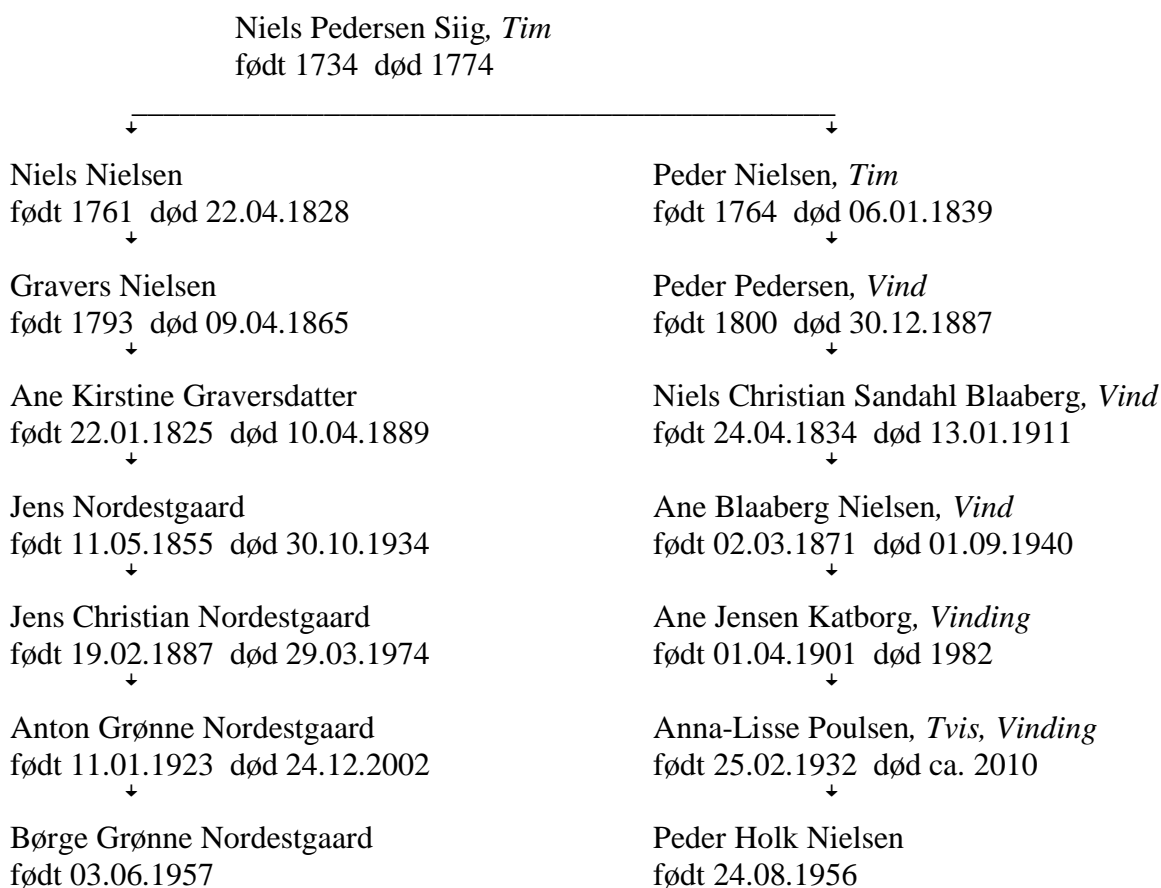 Niels Pedersen Siig, Tim
født 1734 død 1774
Niels Nielsen
født 1761 død 22.04.1828
Gravers Nielsen
født 1793 død 09.04.1865
Ane Kirstine Graversdatter
født 22.01.1825 død 10.04.1889
Jens Nordestgaard
født 11.05.1855 død 30.10.1934
Jens Christian Nordestgaard
født 19.02.1887 død 29.03.1974
Anton Grønne Nordestgaard
født 11.01.1923 død 24.12.2002
Børge Grønne Nordestgaard
født 03.06.1957
Peder Nielsen, Tim
født 1764 død 06.01.1839
Peder Pedersen, Vind
født 1800 død 30.12.1887
Niels Christian Sandahl Blaaberg, Vind
født 24.04.1834 død 13.01.1911
Ane Blaaberg Nielsen, Vind
født 02.03.1871 død 01.09.1940
Ane Jensen Katborg, Vinding
født 01.04.1901 død 1982
Anna-Lisse Poulsen, Tvis, Vinding
født 25.02.1932 død ca. 2010
Peder Holk Nielsen
født 24.08.1956